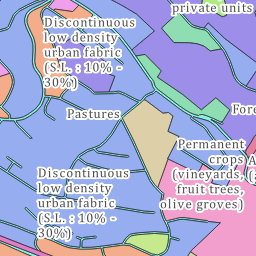 private units
Discontinuous
low density
urban fabric
(S.L. : 10% -
30%)
Pastures
Fore
Permanent
crops
(vineyards,
fruit trees,
olive groves)
A
(a
Discontinuous
low density
urban fabric
(S.L. : 10% -
30%)